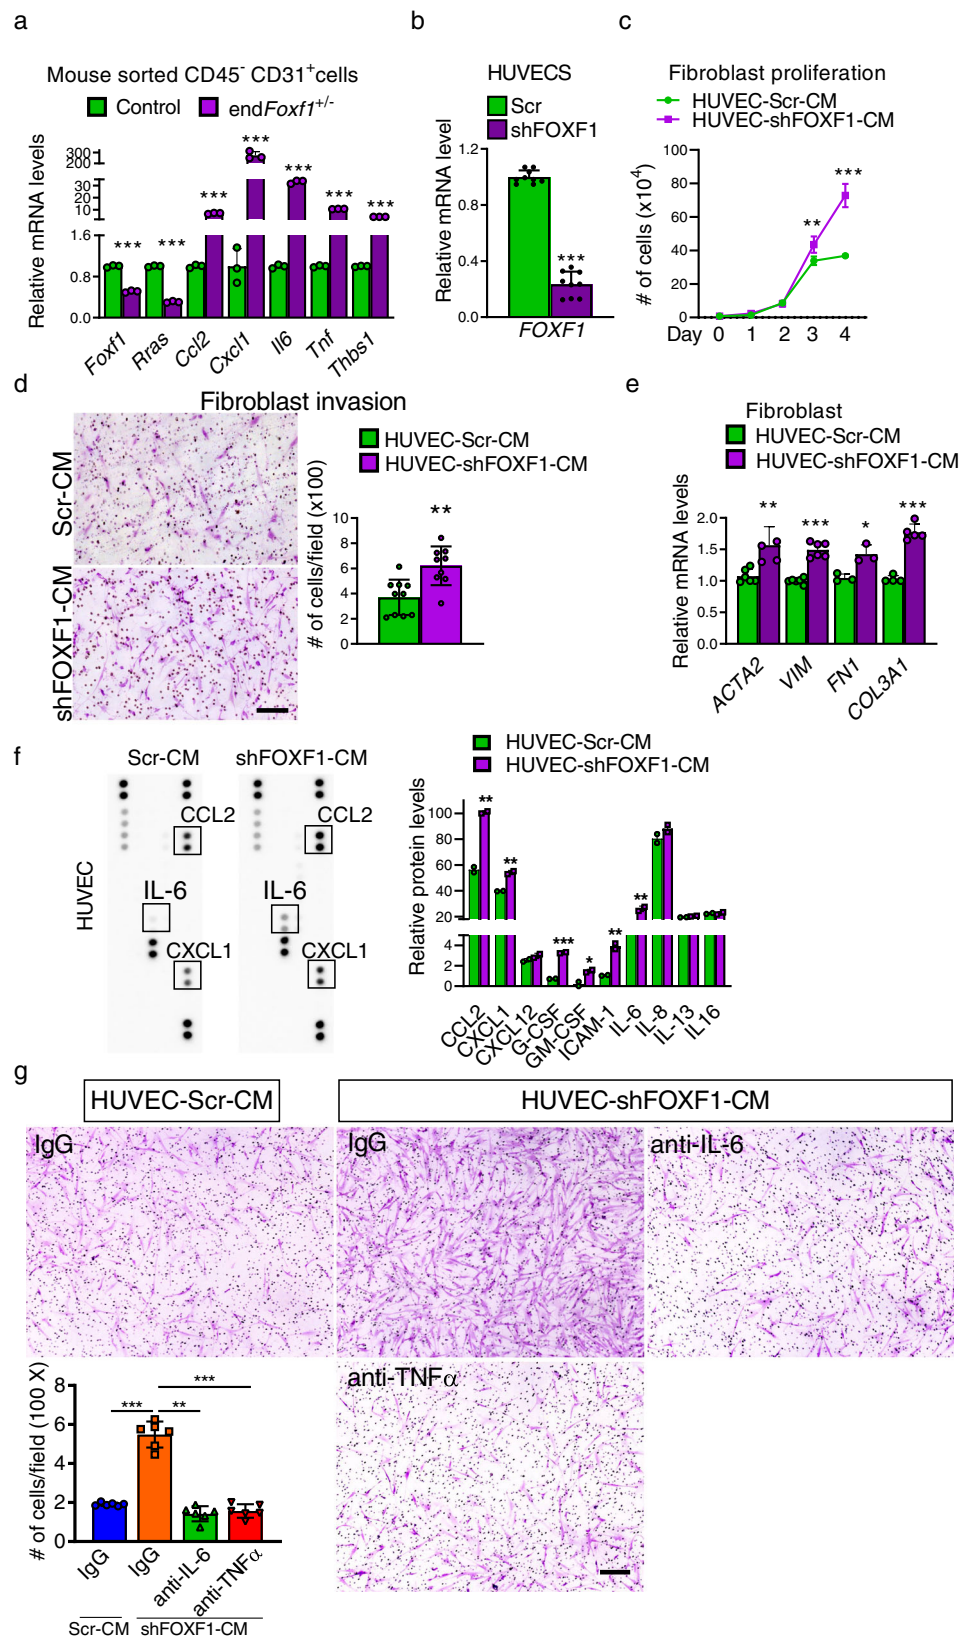 a
Mouse sorted CD45- CD31+cells
Control
endFoxf1+/-
Relative mRNA levels
300
200
30
20
10
1.6
0.8
0.0
***
***
***
***
***
***
***
Foxf1
Rras
Ccl2
Cxcl1
Il6
Tnf
Thbs1
b
HUVECS
Scr
shFOXF1
Relative mRNA level
1.2
0.8
0.4
0.0
***
FOXF1
c
Fibroblast proliferation
HUVEC-Scr-CM
HUVEC-shFOXF1-CM
# of cells (x10^4)
100
80
60
40
20
0
**
***
Day 0 1 2 3 4
d
Fibroblast invasion
Scr-CM
shFOXF1-CM
HUVEC-Scr-CM
HUVEC-shFOXF1-CM
# of cells/field (x100)
10
8
6
4
2
0
**
e
Fibroblast
HUVEC-Scr-CM
HUVEC-shFOXF1-CM
Relative mRNA levels
2.0
1.5
1.0
0.5
0.0
**
***
*
***
ACTA2
VIM
FN1
COL3A1
f
Scr-CM
shFOXF1-CM
HUVEC
CCL2
CCL2
IL-6
IL-6
CXCL1
CXCL1
HUVEC-Scr-CM
HUVEC-shFOXF1-CM
Relative protein levels
100
80
60
40
20
4
2
0
**
**
***
*
**
**
CCL2
CXCL1
CXCL12
G-CSF
GM-CSF
ICAM-1
IL-6
IL-8
IL-13
IL16
g
HUVEC-Scr-CM
HUVEC-shFOXF1-CM
IgG
IgG
anti-IL-6
anti-TNFα
# of cells/field (100 X)
8
6
4
2
0
***
***
**
IgG
IgG
anti-IL-6
anti-TNFα
Scr-CM
shFOXF1-CM